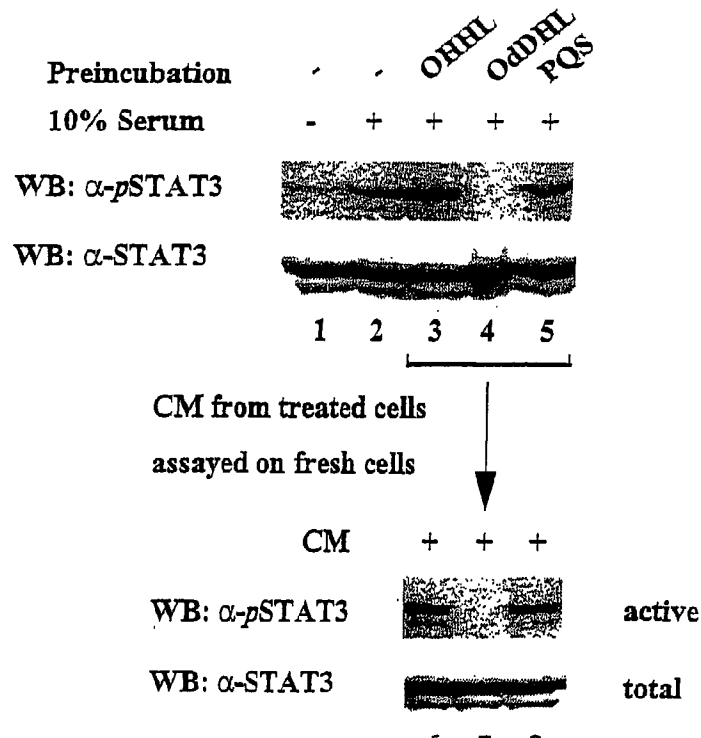 Preincubation - - OHHL OdDHL PQS
10% Serum - + + + +
WB: α-pSTAT3
WB: α-STAT3
1 2 3 4 5
CM from treated cells
assayed on fresh cells
CM + + +
WB: α-pSTAT3 active
WB: α-STAT3 total